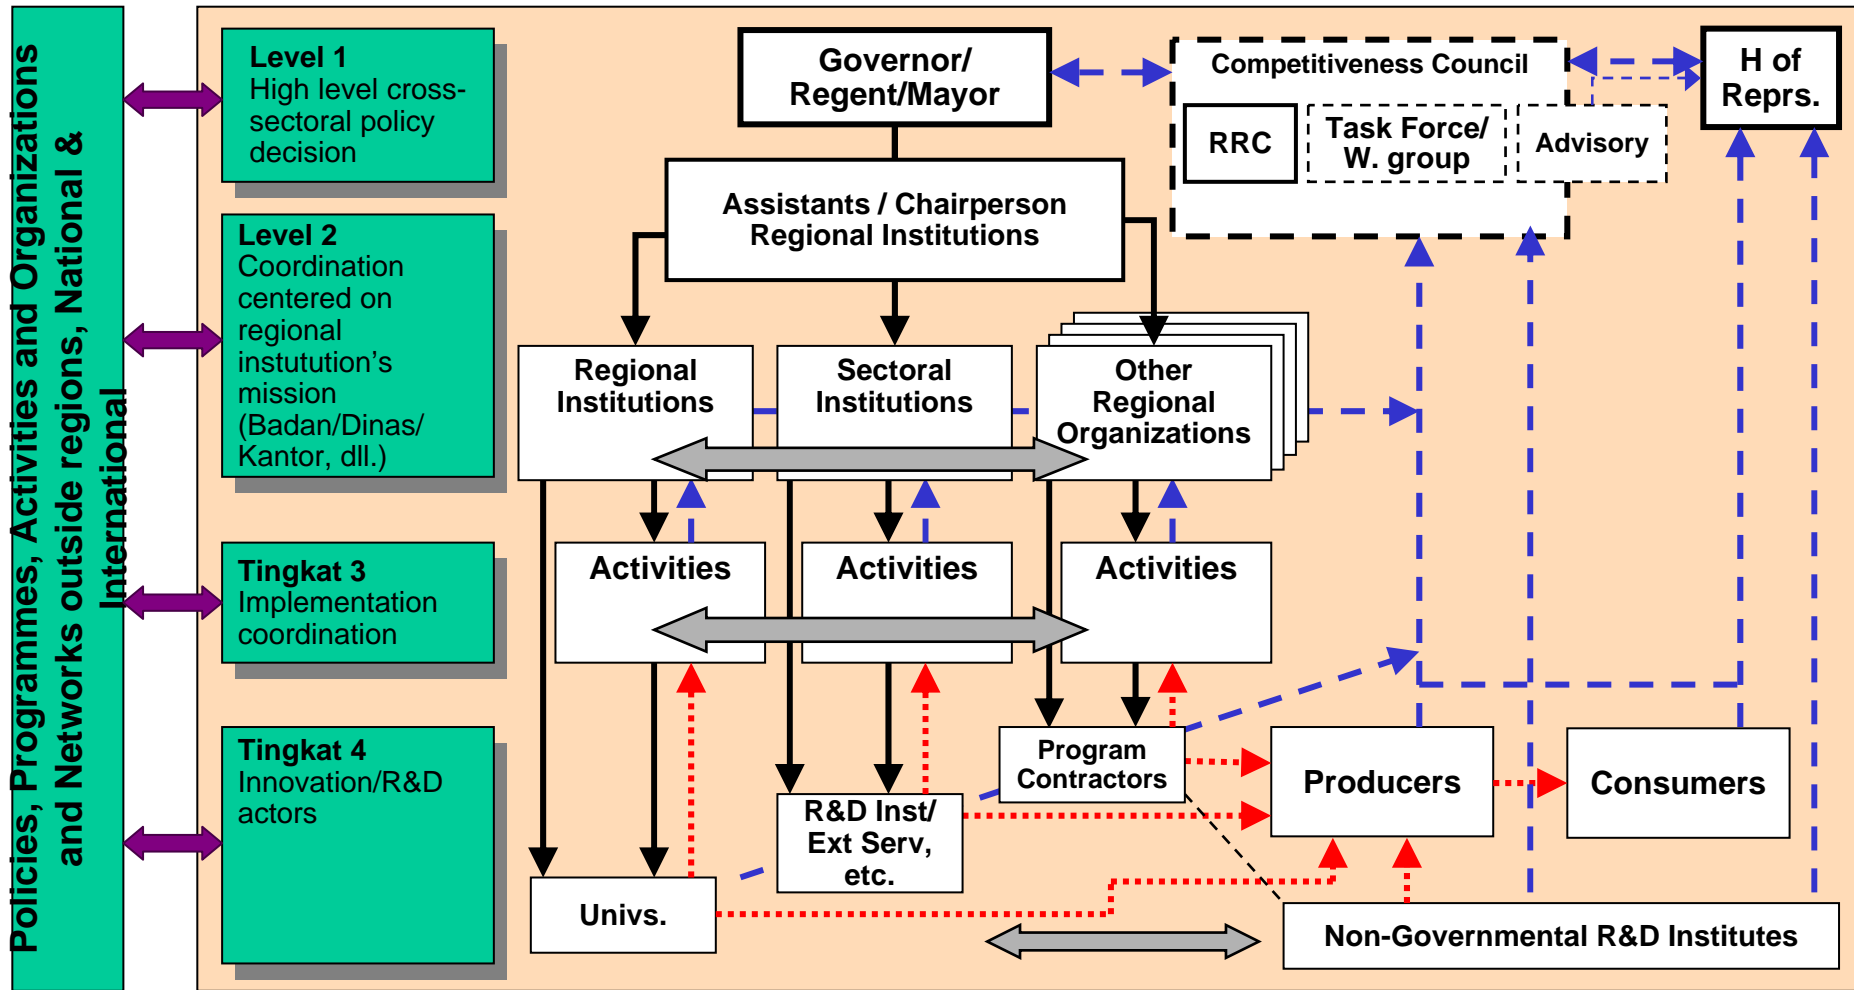 Policies, Programmes, Activities and Organizations
and Networks outside regions, National &
International
Level 1
High level cross-
sectoral policy
decision
Level 2
Coordination
centered on
regional
instutution's
mission
(Badan/Dinas/
Kantor, dll.)
Tingkat 3
Implementation
coordination
Tingkat 4
Innovation/R&D
actors
Governor/
Regent/Mayor
Competitiveness Council
RRC
Task Force/
W. group
Advisory
H of
Reprs.
Assistants / Chairperson
Regional Institutions
Regional
Institutions
Sectoral
Institutions
Other
Regional
Organizations
Activities
Activities
Activities
Program
Contractors
Producers
Consumers
R&D Inst/
Ext Serv,
etc.
Univs.
Non-Governmental R&D Institutes